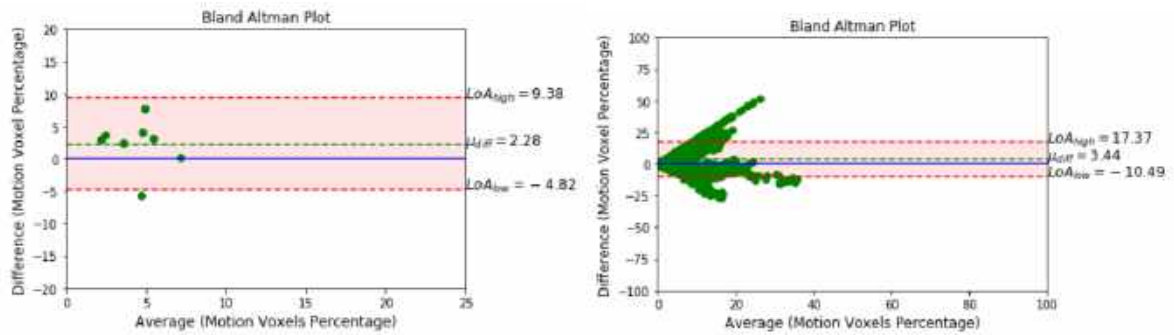 Bland Altman Plot
20
15
10
5
0
−5
−10
−15
−20
Difference (Motion Voxel Percentage)
0 5 10 15 20 25
Average (Motion Voxels Percentage)
LoA_high = 9.38
μ_diff = 2.28
LoA_low = − 4.82
Bland Altman Plot
100
75
50
25
0
−25
−50
−75
−100
Difference (Motion Voxels Percentage)
0 20 40 60 80 100
Average (Motion Voxels Percentage)
LoA_high = 17.37
μ_diff = 3.44
LoA_low = − 10.49